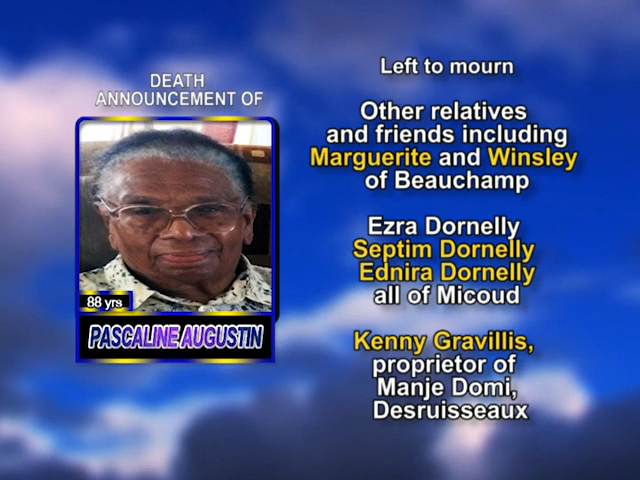 DEATH
ANNOUNCEMENT OF
88 yrs
PASCALINE AUGUSTIN
Left to mourn
Other relatives
and friends including
Marguerite and Winsley
of Beauchamp
Ezra Dornelly
Septim Dornelly
Ednira Dornelly
all of Micoud
Kenny Gravillis,
proprietor of
Manje Domi,
Desruisseaux